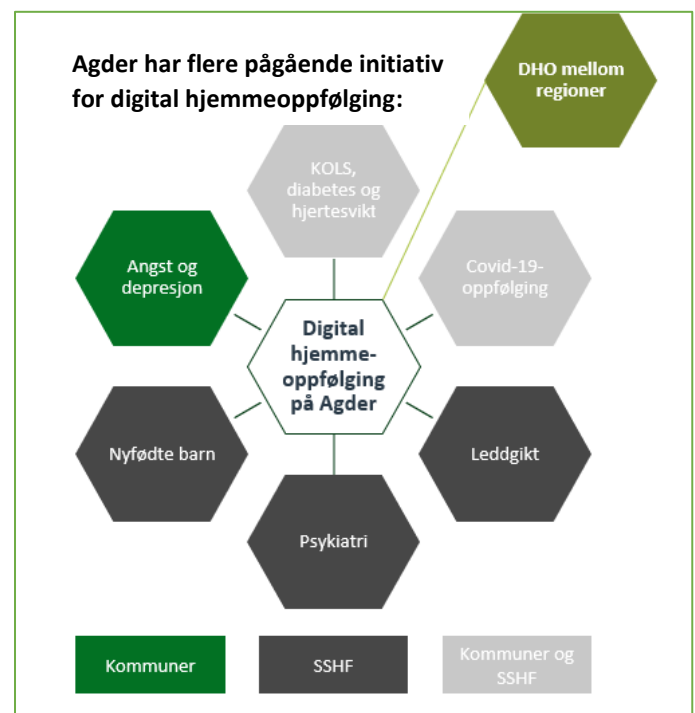 Agder har flere pågående initiativ
for digital hjemmeoppfølging:
DHO mellom
regioner
KOLS,
diabetes og
hjertesvikt
Angst og
depresjon
Covid-19-
oppfølging
Digital
hjemme-
oppfølging
på Agder
Nyfødte barn
Leddgikt
Psykiatri
Kommuner
SSHF
Kommuner og
SSHF